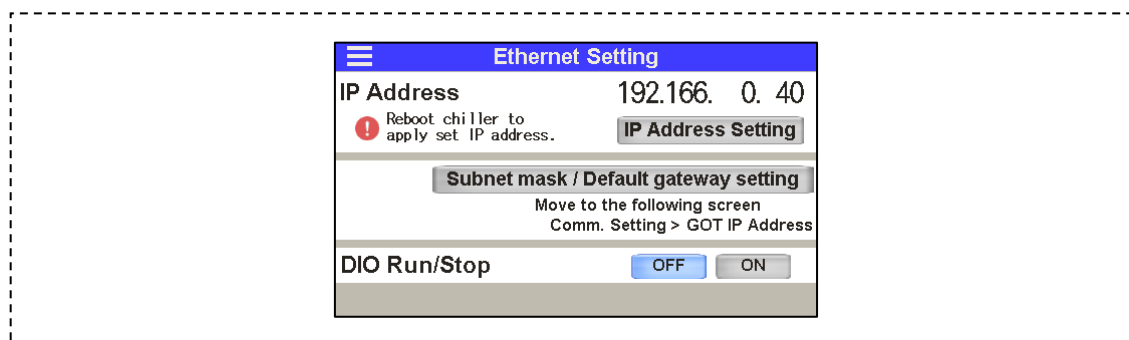 Ethernet Setting
IP Address 192.166. 0. 40
! Reboot chiller to
apply set IP address.
IP Address Setting
Subnet mask / Default gateway setting
Move to the following screen
Comm. Setting > GOT IP Address
DIO Run/Stop OFF ON